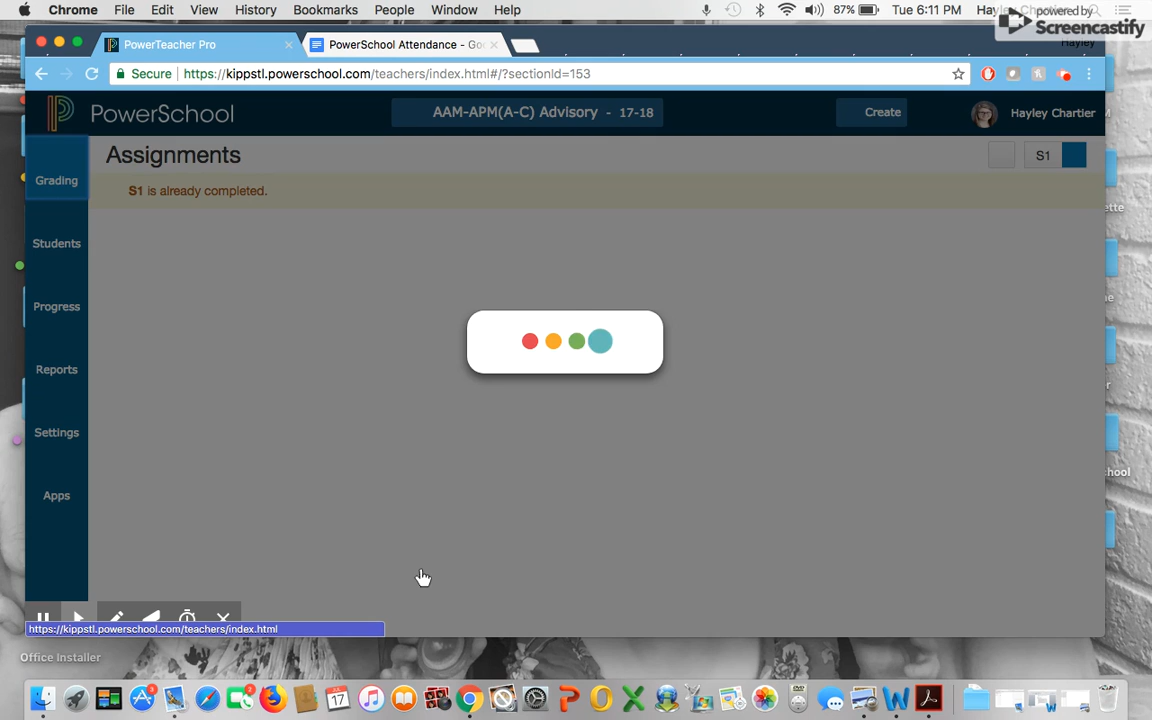 Chrome File Edit View History Bookmarks People Window Help 87% Tue 6:11 PM
powered by
Screencastify
PowerTeacher Pro PowerSchool Attendance - Goo Hayley
Secure https://kippstl.powerschool.com/teachers/index.html#/?sectionId=153
PowerSchool AAM-APM(A-C) Advisory - 17-18 Create Hayley Chartier M
Assignments S1
S1 is already completed.
Grading
Students
Progress
Reports
Settings
Apps
https://kippstl.powerschool.com/teachers/index.html
Office Installer